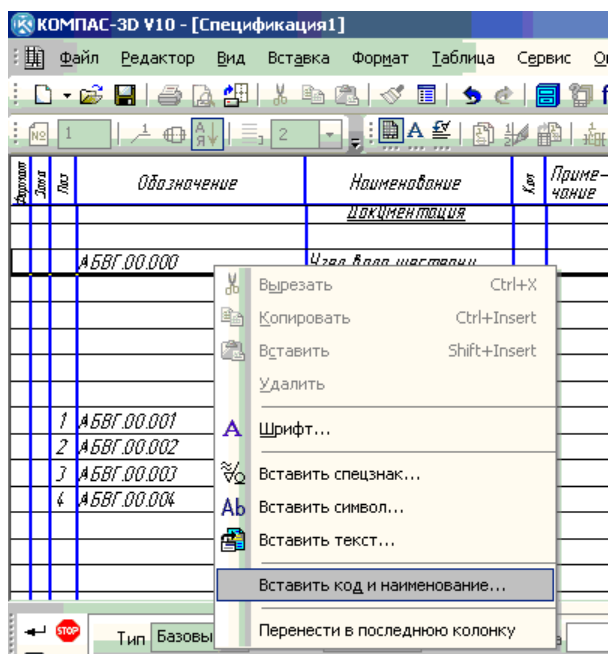 КОМПАС-3D V10 - [Спецификация1]
Файл Редактор Вид Вставка Формат Таблица Сервис
№ 1 2
Формат Зона Поз Обозначение Наименование Кол Приме-
чание
Документация
АБВГ.00.000 Узел вала шестерни
Вырезать Ctrl+X
Копировать Ctrl+Insert
Вставить Shift+Insert
Удалить
1 АБВГ.00.001
Шрифт...
2 АБВГ.00.002
3 АБВГ.00.003
Вставить спецзнак...
4 АБВГ.00.004
Вставить символ...
Вставить текст...
Вставить код и наименование...
Перенести в последнюю колонку
STOP Тип Базовы